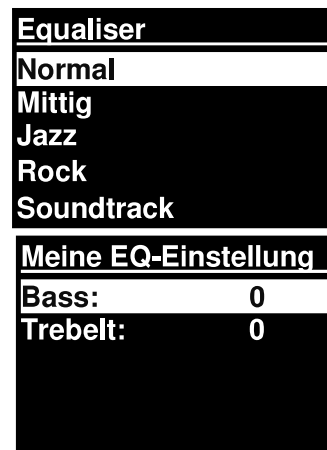 Equaliser
Normal
Mittig
Jazz
Rock
Soundtrack
Meine EQ-Einstellung
Bass: 0
Trebelt: 0